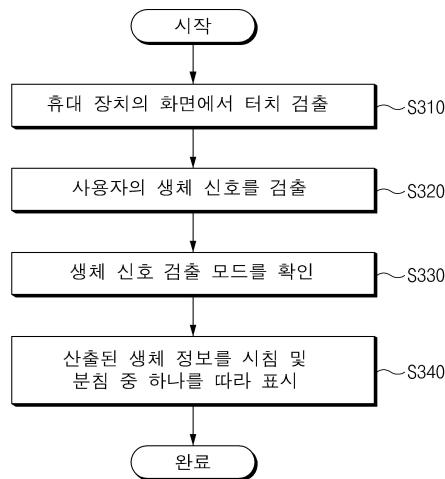 시작
휴대 장치의 화면에서 터치 검출
S310
사용자의 생체 신호를 검출
S320
생체 신호 검출 모드를 확인
S330
산출된 생체 정보를 시침 및
분침 중 하나를 따라 표시
S340
완료